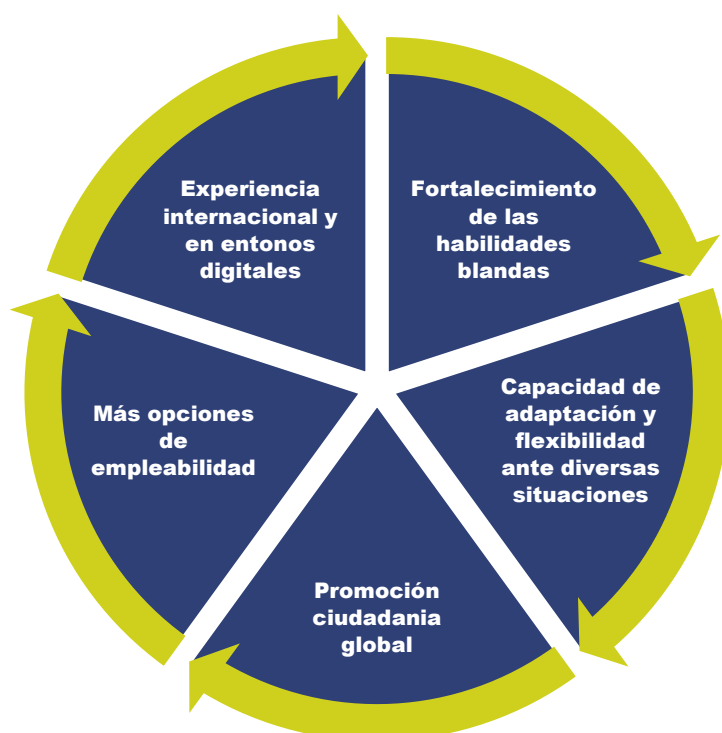 Experiencia
internacional y
en entonos
digitales
Fortalecimiento
de las
habilidades
blandas
Capacidad de
adaptación y
flexibilidad
ante diversas
situaciones
Promoción
ciudadania
global
Más opciones
de
empleabilidad